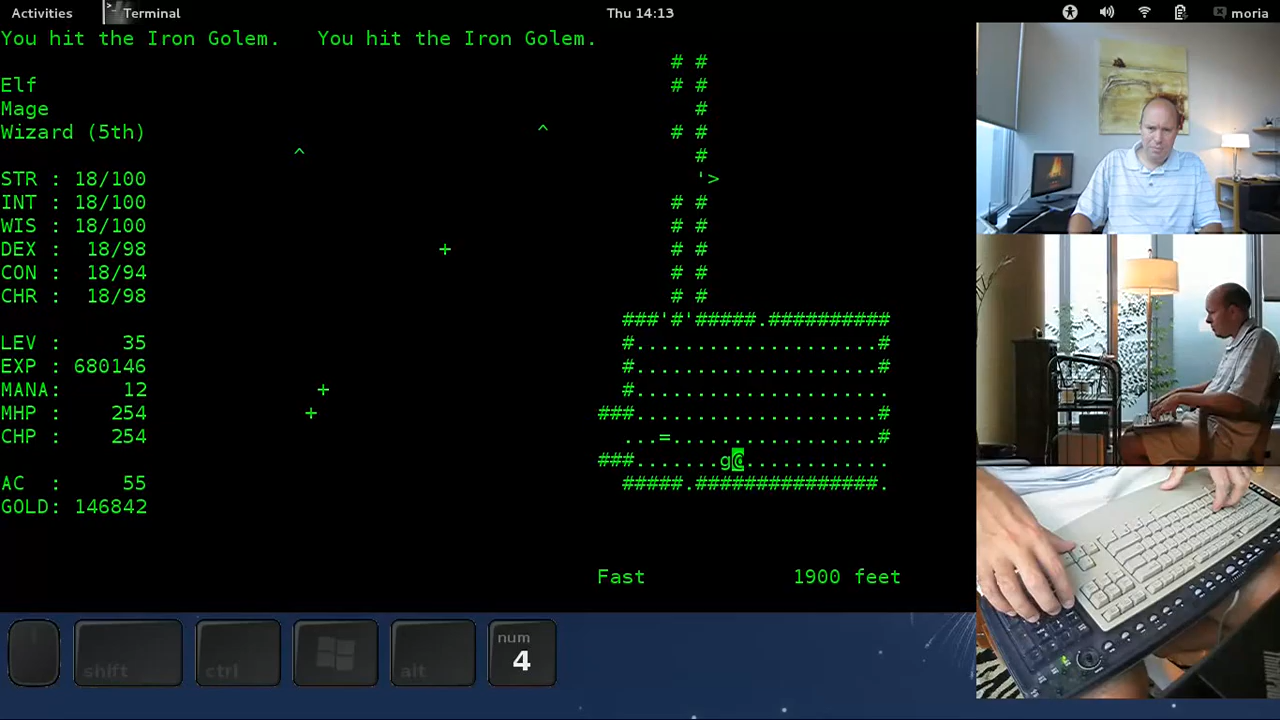 Activities Terminal Thu 14:13 moria
You hit the Iron Golem. You hit the Iron Golem.
# #
# #
Elf
Mage #
Wizard (5th) ^ # #
^ #
STR : 18/100 '>
INT : 18/100 # #
WIS : 18/100 # #
DEX : 18/98 + # #
CON : 18/94 # #
CHR : 18/98 # #
###'#'#####.##########
LEV : 35 #....................#
EXP : 680146 #....................#
MANA: 12 + #.....................
MHP : 254 + ###....................#
CHP : 254 ...=.................#
###.......g@............
AC : 55 #####.###############.
GOLD: 146842
Fast 1900 feet
shift ctrl alt num 4